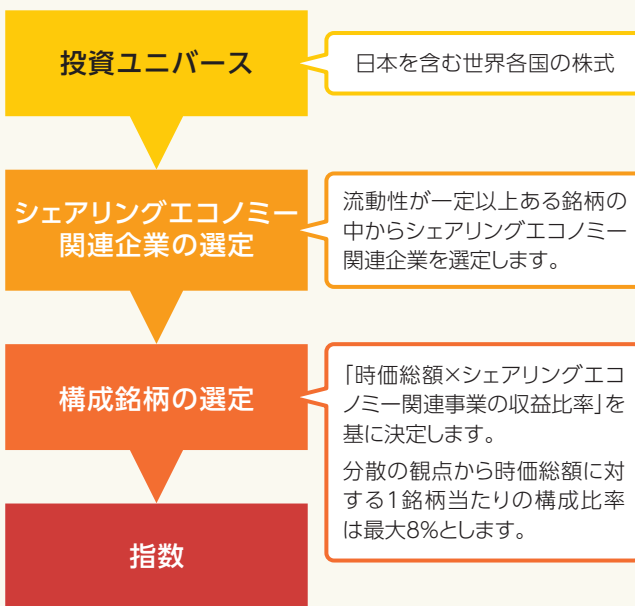 投資ユニバース
日本を含む世界各国の株式
シェアリングエコノミー
関連企業の選定
流動性が一定以上ある銘柄の
中からシェアリングエコノミー
関連企業を選定します。
構成銘柄の選定
「時価総額×シェアリングエコ
ノミー関連事業の収益比率」を
基に決定します。
分散の観点から時価総額に対
する1銘柄当たりの構成比率
は最大8%とします。
指数